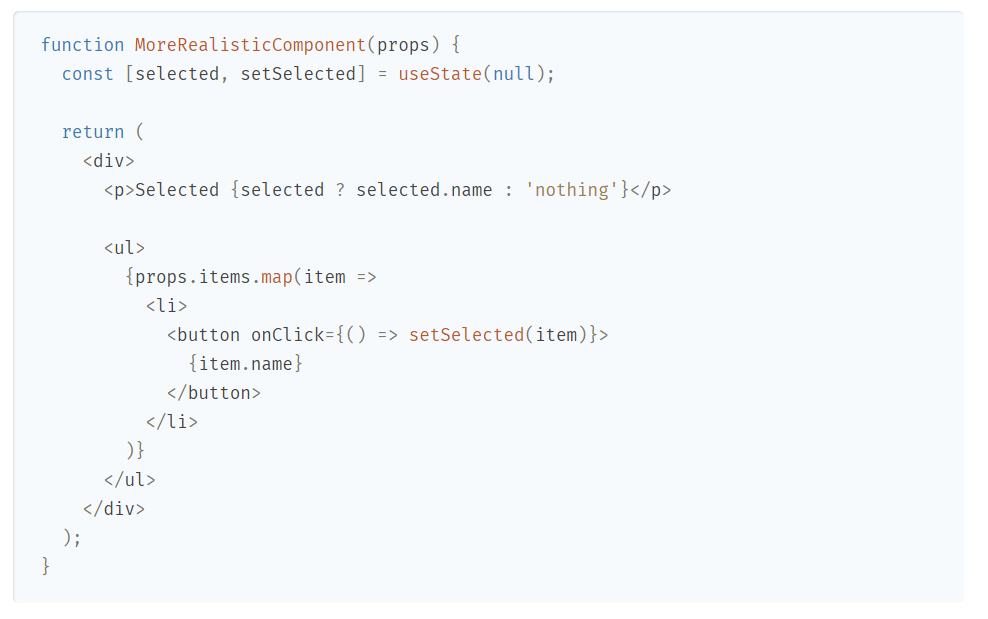 function MoreRealisticComponent(props) {
  const [selected, setSelected] = useState(null);

  return (
    <div>
      <p>Selected {selected ? selected.name : 'nothing'}</p>

      <ul>
        {props.items.map(item =>
          <li>
            <button onClick={() => setSelected(item)}>
              {item.name}
            </button>
          </li>
        )}
      </ul>
    </div>
  );
}